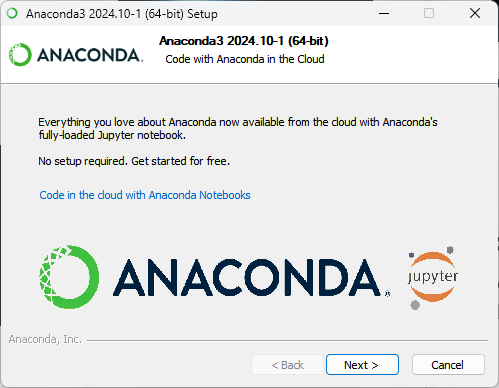 Anaconda3 2024.10-1 (64-bit) Setup
ANACONDA.
Anaconda3 2024.10-1 (64-bit)
Code with Anaconda in the Cloud
Everything you love about Anaconda now available from the cloud with Anaconda's
fully-loaded Jupyter notebook.
No setup required. Get started for free.
Code in the cloud with Anaconda Notebooks
ANACONDA®
jupyter
Anaconda, Inc.
< Back
Next >
Cancel